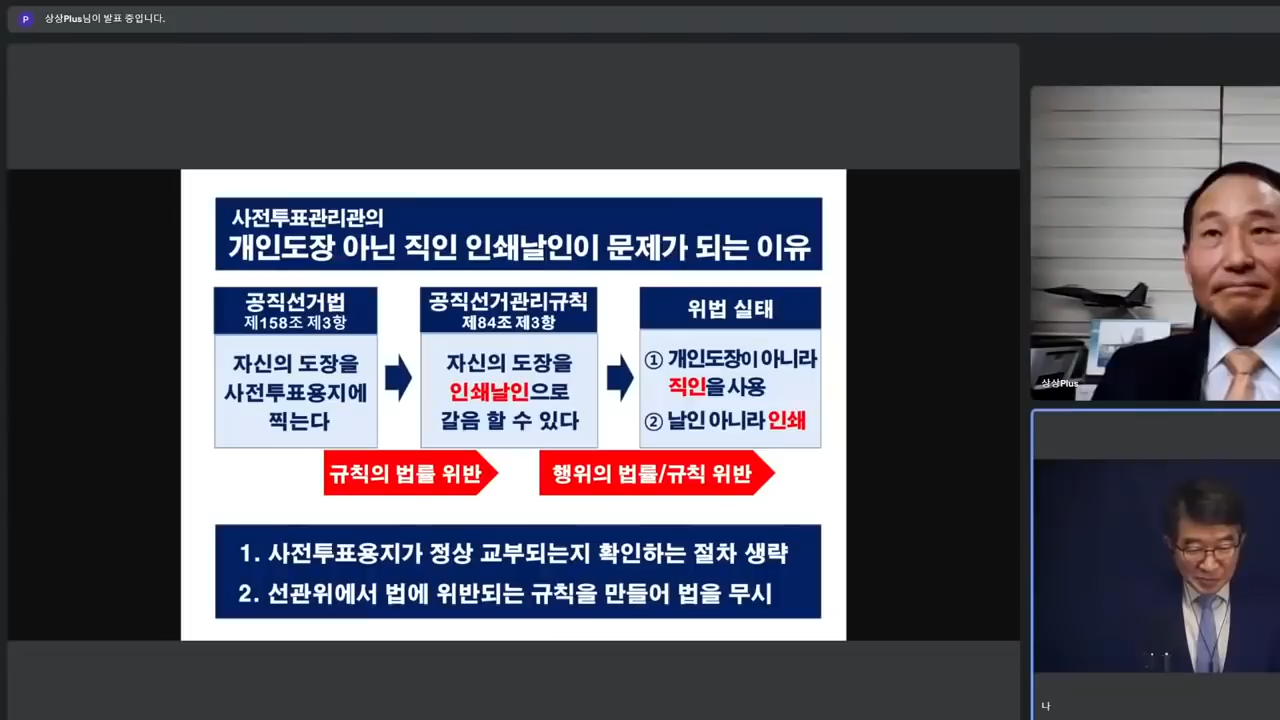 P
상상Plus님이 발표 중입니다.
사전투표관리관의
개인도장 아닌 직인 인쇄날인이 문제가 되는 이유
공직선거법
제158조 제3항
자신의 도장을
사전투표용지에
찍는다
공직선거관리규칙
제84조 제3항
자신의 도장을
인쇄날인으로
갈음 할 수 있다
위법 실태
① 개인도장이 아니라
직인을 사용
② 날인 아니라 인쇄
규칙의 법률 위반
행위의 법률/규칙 위반
1. 사전투표용지가 정상 교부되는지 확인하는 절차 생략
2. 선관위에서 법에 위반되는 규칙을 만들어 법을 무시
상상Plus
나